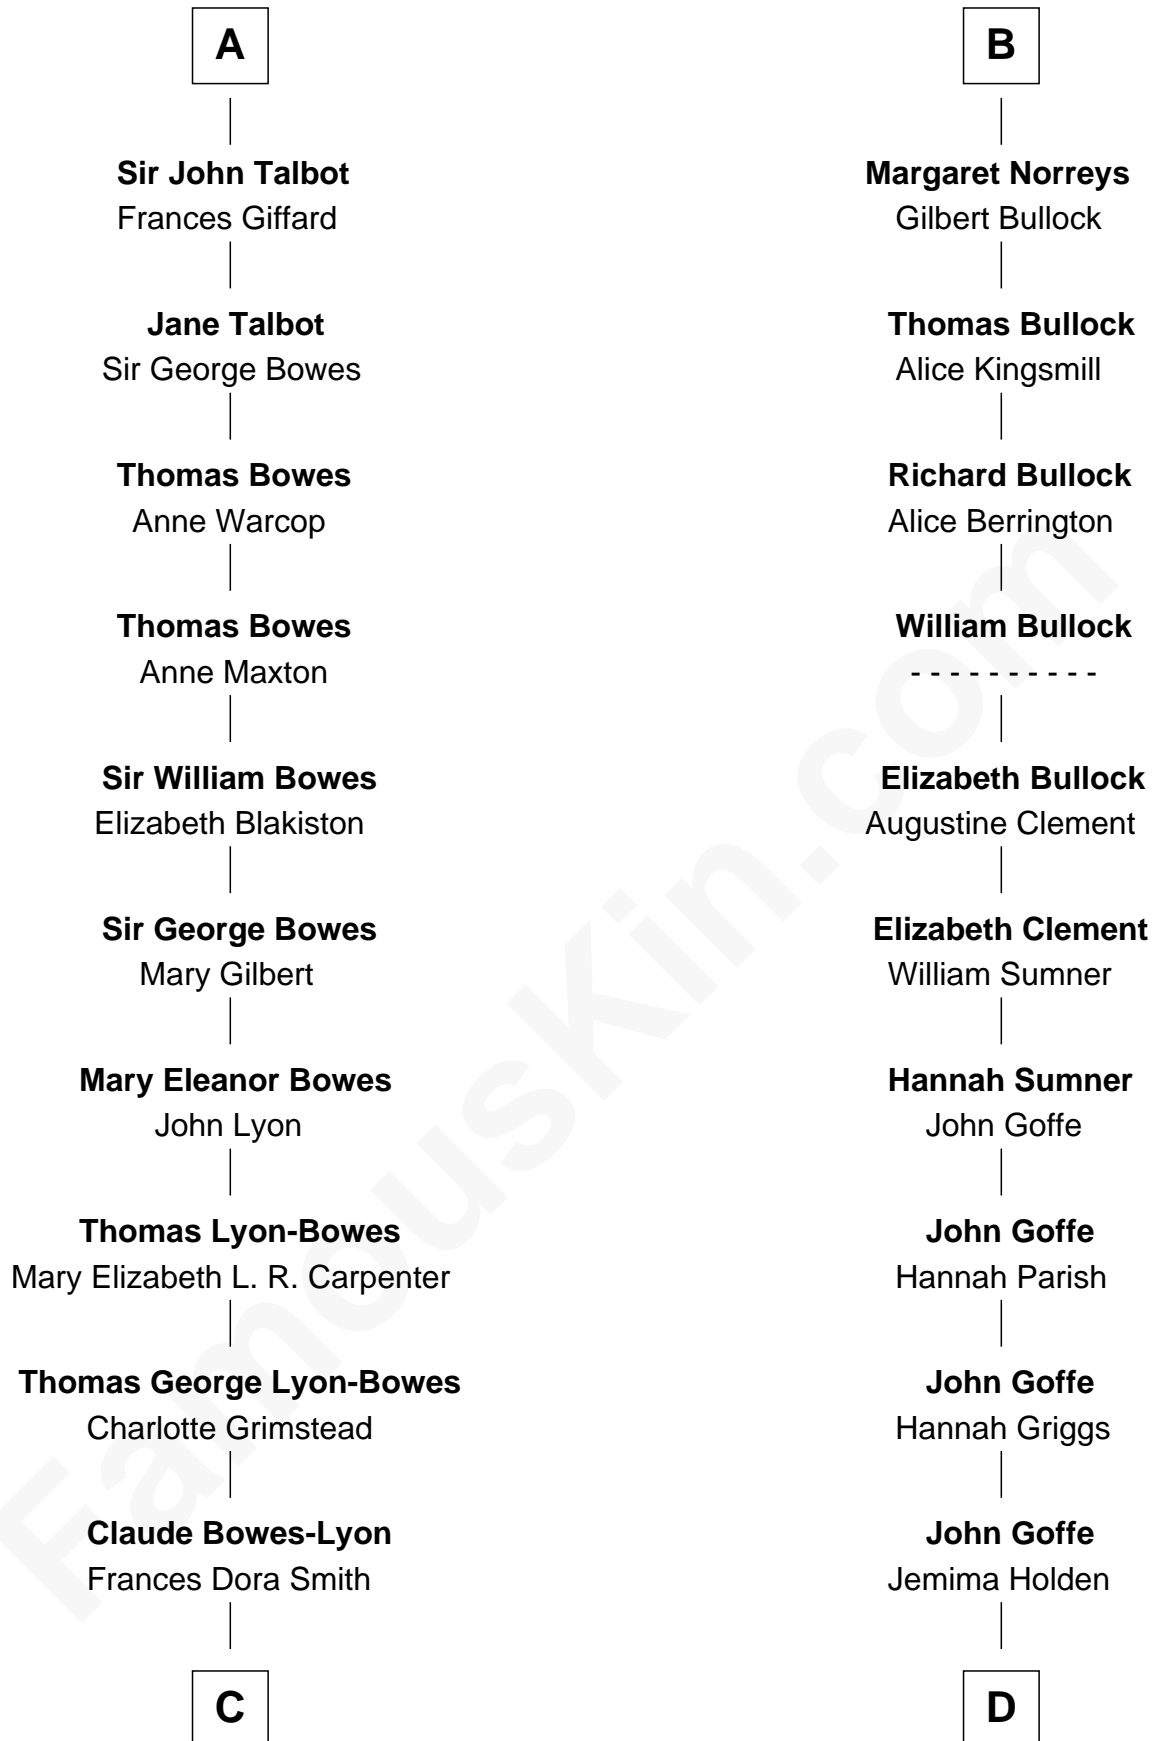 A
Sir John Talbot
Frances Giffard
Jane Talbot
Sir George Bowes
Thomas Bowes
Anne Warcop
Thomas Bowes
Anne Maxton
Sir William Bowes
Elizabeth Blakiston
Sir George Bowes
Mary Gilbert
Mary Eleanor Bowes
John Lyon
Thomas Lyon-Bowes
Mary Elizabeth L. R. Carpenter
Thomas George Lyon-Bowes
Charlotte Grimstead
Claude Bowes-Lyon
Frances Dora Smith
C
B
Margaret Norreys
Gilbert Bullock
Thomas Bullock
Alice Kingsmill
Richard Bullock
Alice Berrington
William Bullock
- - - - - - - - - -
Elizabeth Bullock
Augustine Clement
Elizabeth Clement
William Sumner
Hannah Sumner
John Goffe
John Goffe
Hannah Parish
John Goffe
Hannah Griggs
John Goffe
Jemima Holden
D
FamousKin.com